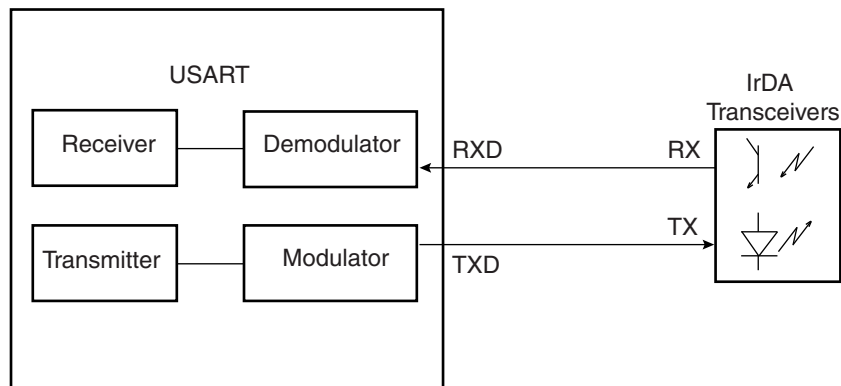 USART
IrDA
Transceivers
Receiver
Demodulator
RXD
RX
Transmitter
Modulator
TX
TXD